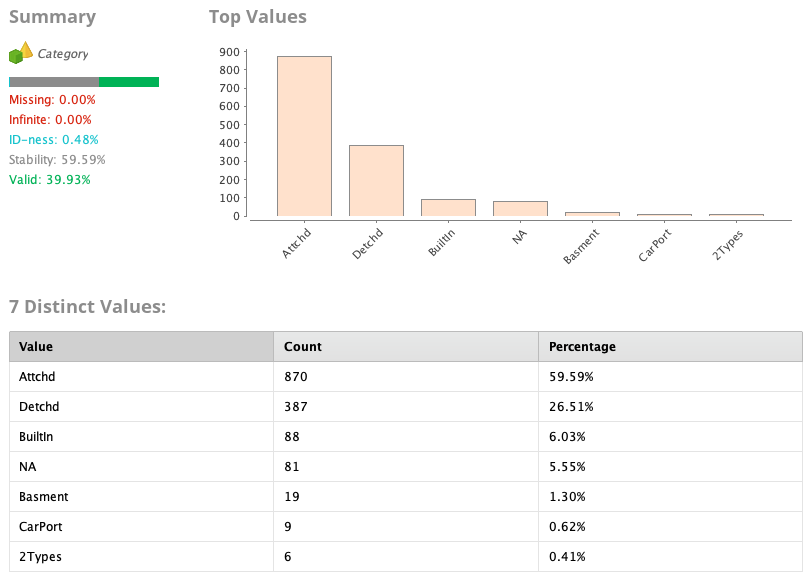 Summary
Category
Missing: 0.00%
Infinite: 0.00%
ID-ness: 0.48%
Stability: 59.59%
Valid: 39.93%
Top Values
900
800
700
600
500
400
300
200
100
0
Attchd
Detchd
BuiltIn
NA
Basment
CarPort
2Types
7 Distinct Values:
Value Count Percentage
Attchd 870 59.59%
Detchd 387 26.51%
BuiltIn 88 6.03%
NA 81 5.55%
Basment 19 1.30%
CarPort 9 0.62%
2Types 6 0.41%